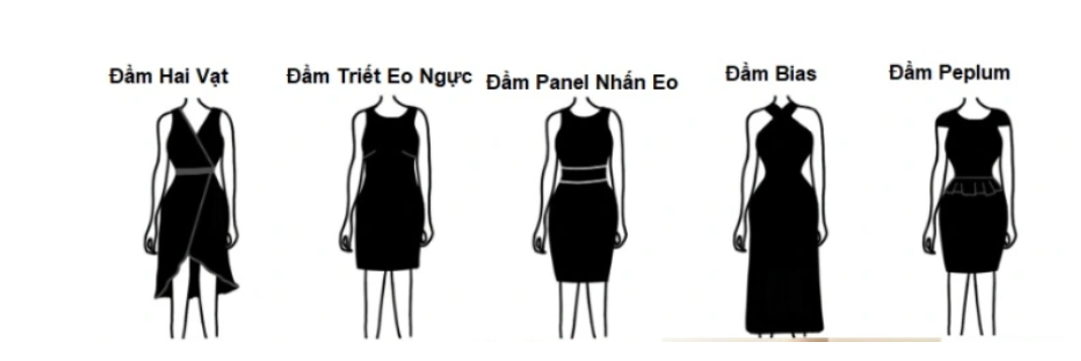 Đầm Hai Vạt
Đầm Triết Eo Ngực
Đầm Panel Nhấn Eo
Đầm Bias
Đầm Peplum